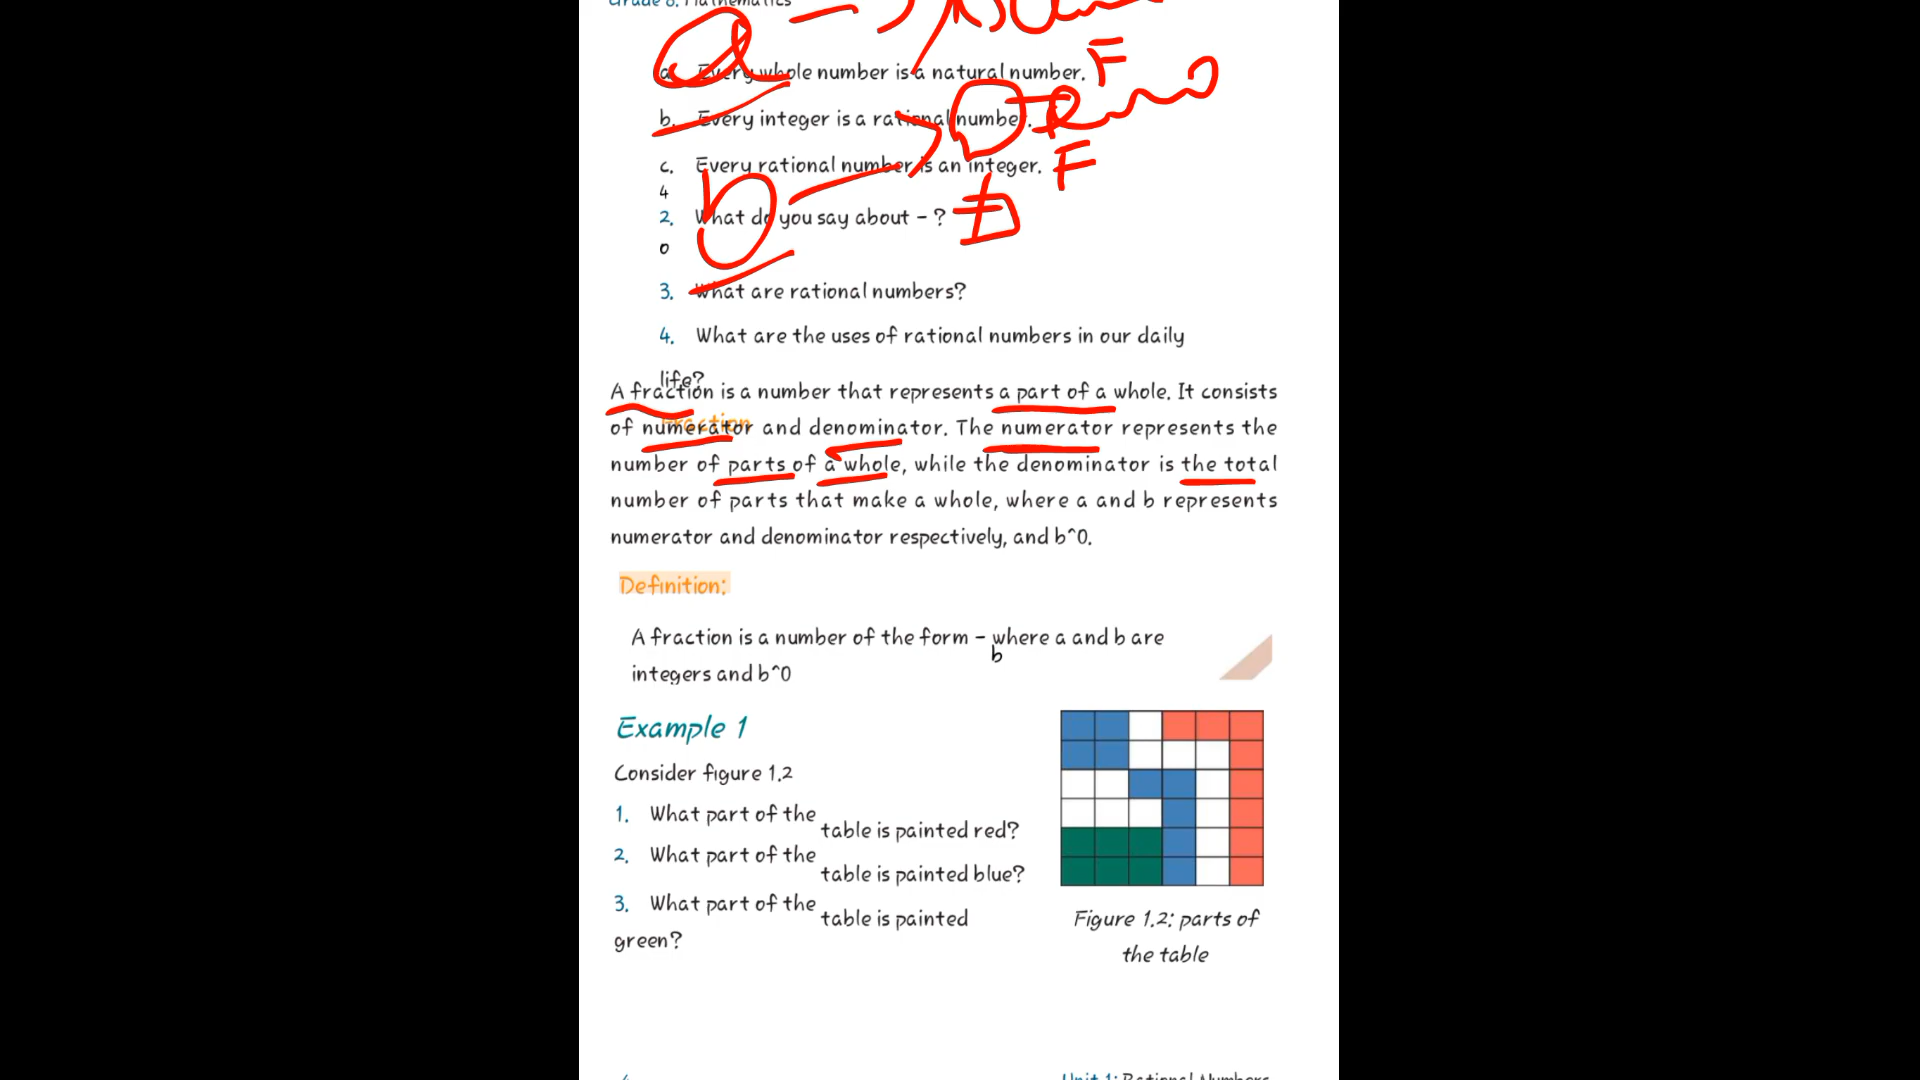 a. Every whole number is a natural number. F
b. Every integer is a rational number.
c. Every rational number is an integer. F
4
2. What do you say about – ?
0
3. What are rational numbers?
4. What are the uses of rational numbers in our daily
life?
Fraction
A fraction is a number that represents a part of a whole. It consists
of numerator and denominator. The numerator represents the
number of parts of a whole, while the denominator is the total
number of parts that make a whole, where a and b represents
numerator and denominator respectively, and b^0.
Definition:
A fraction is a number of the form – where a and b are
b
integers and b^0
Example 1
Consider figure 1.2
1. What part of the table is painted red?
2. What part of the table is painted blue?
3. What part of the table is painted
green?
Figure 1.2: parts of
the table
Unit 1: Rational Numbers